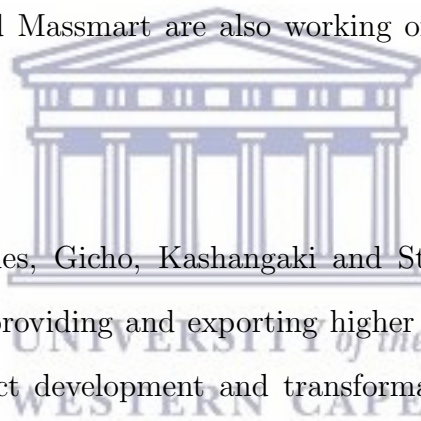 Massmart are also working
es, Gicho, Kashangaki and St
providing and exporting higher
UNIVERSITY of the
ct development and transforma
WESTERN CAPE